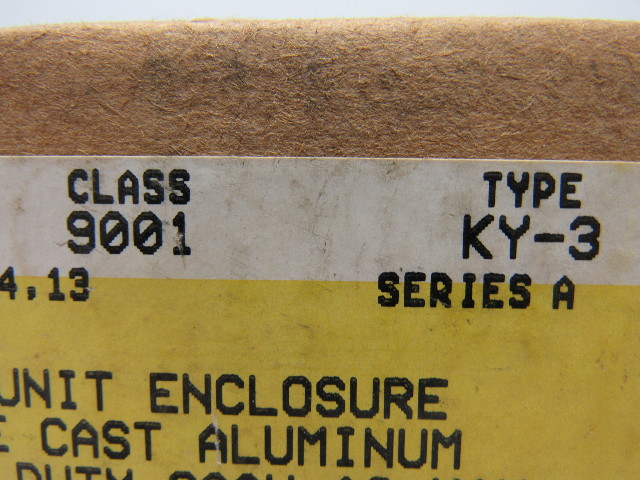 CLASS TYPE
9001 KY-3
4,13 SERIES A
UNIT ENCLOSURE
CAST ALUMINUM